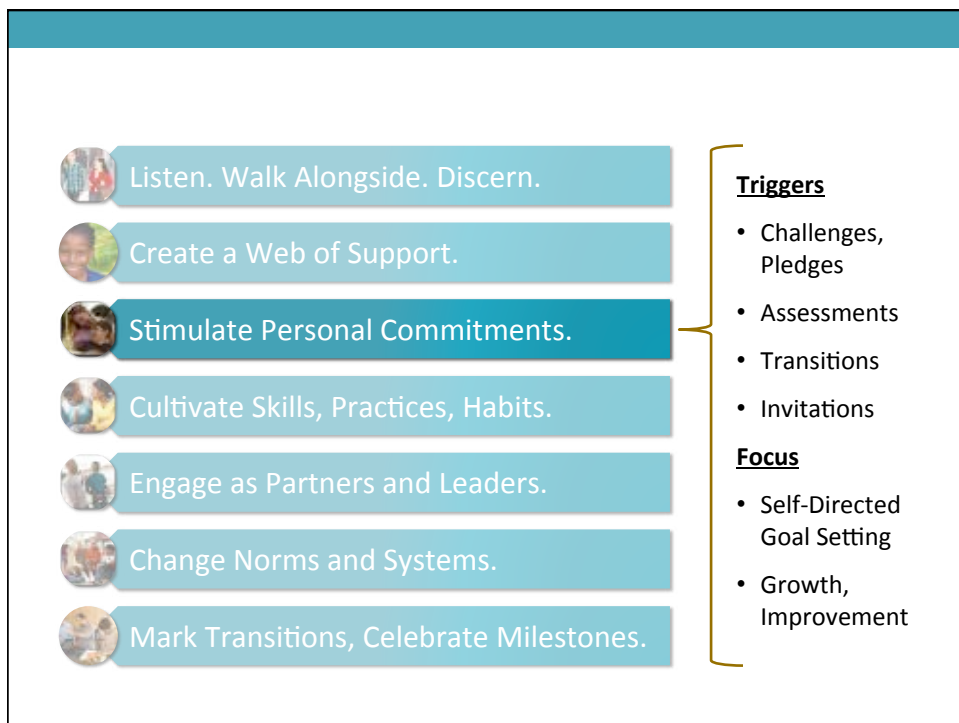 Listen. Walk Alongside. Discern.
Create a Web of Support.
Stimulate Personal Commitments.
Cultivate Skills, Practices, Habits.
Engage as Partners and Leaders.
Change Norms and Systems.
Mark Transitions, Celebrate Milestones.
Triggers
• Challenges,
Pledges
• Assessments
• Transitions
• Invitations
Focus
• Self-Directed
Goal Setting
• Growth,
Improvement